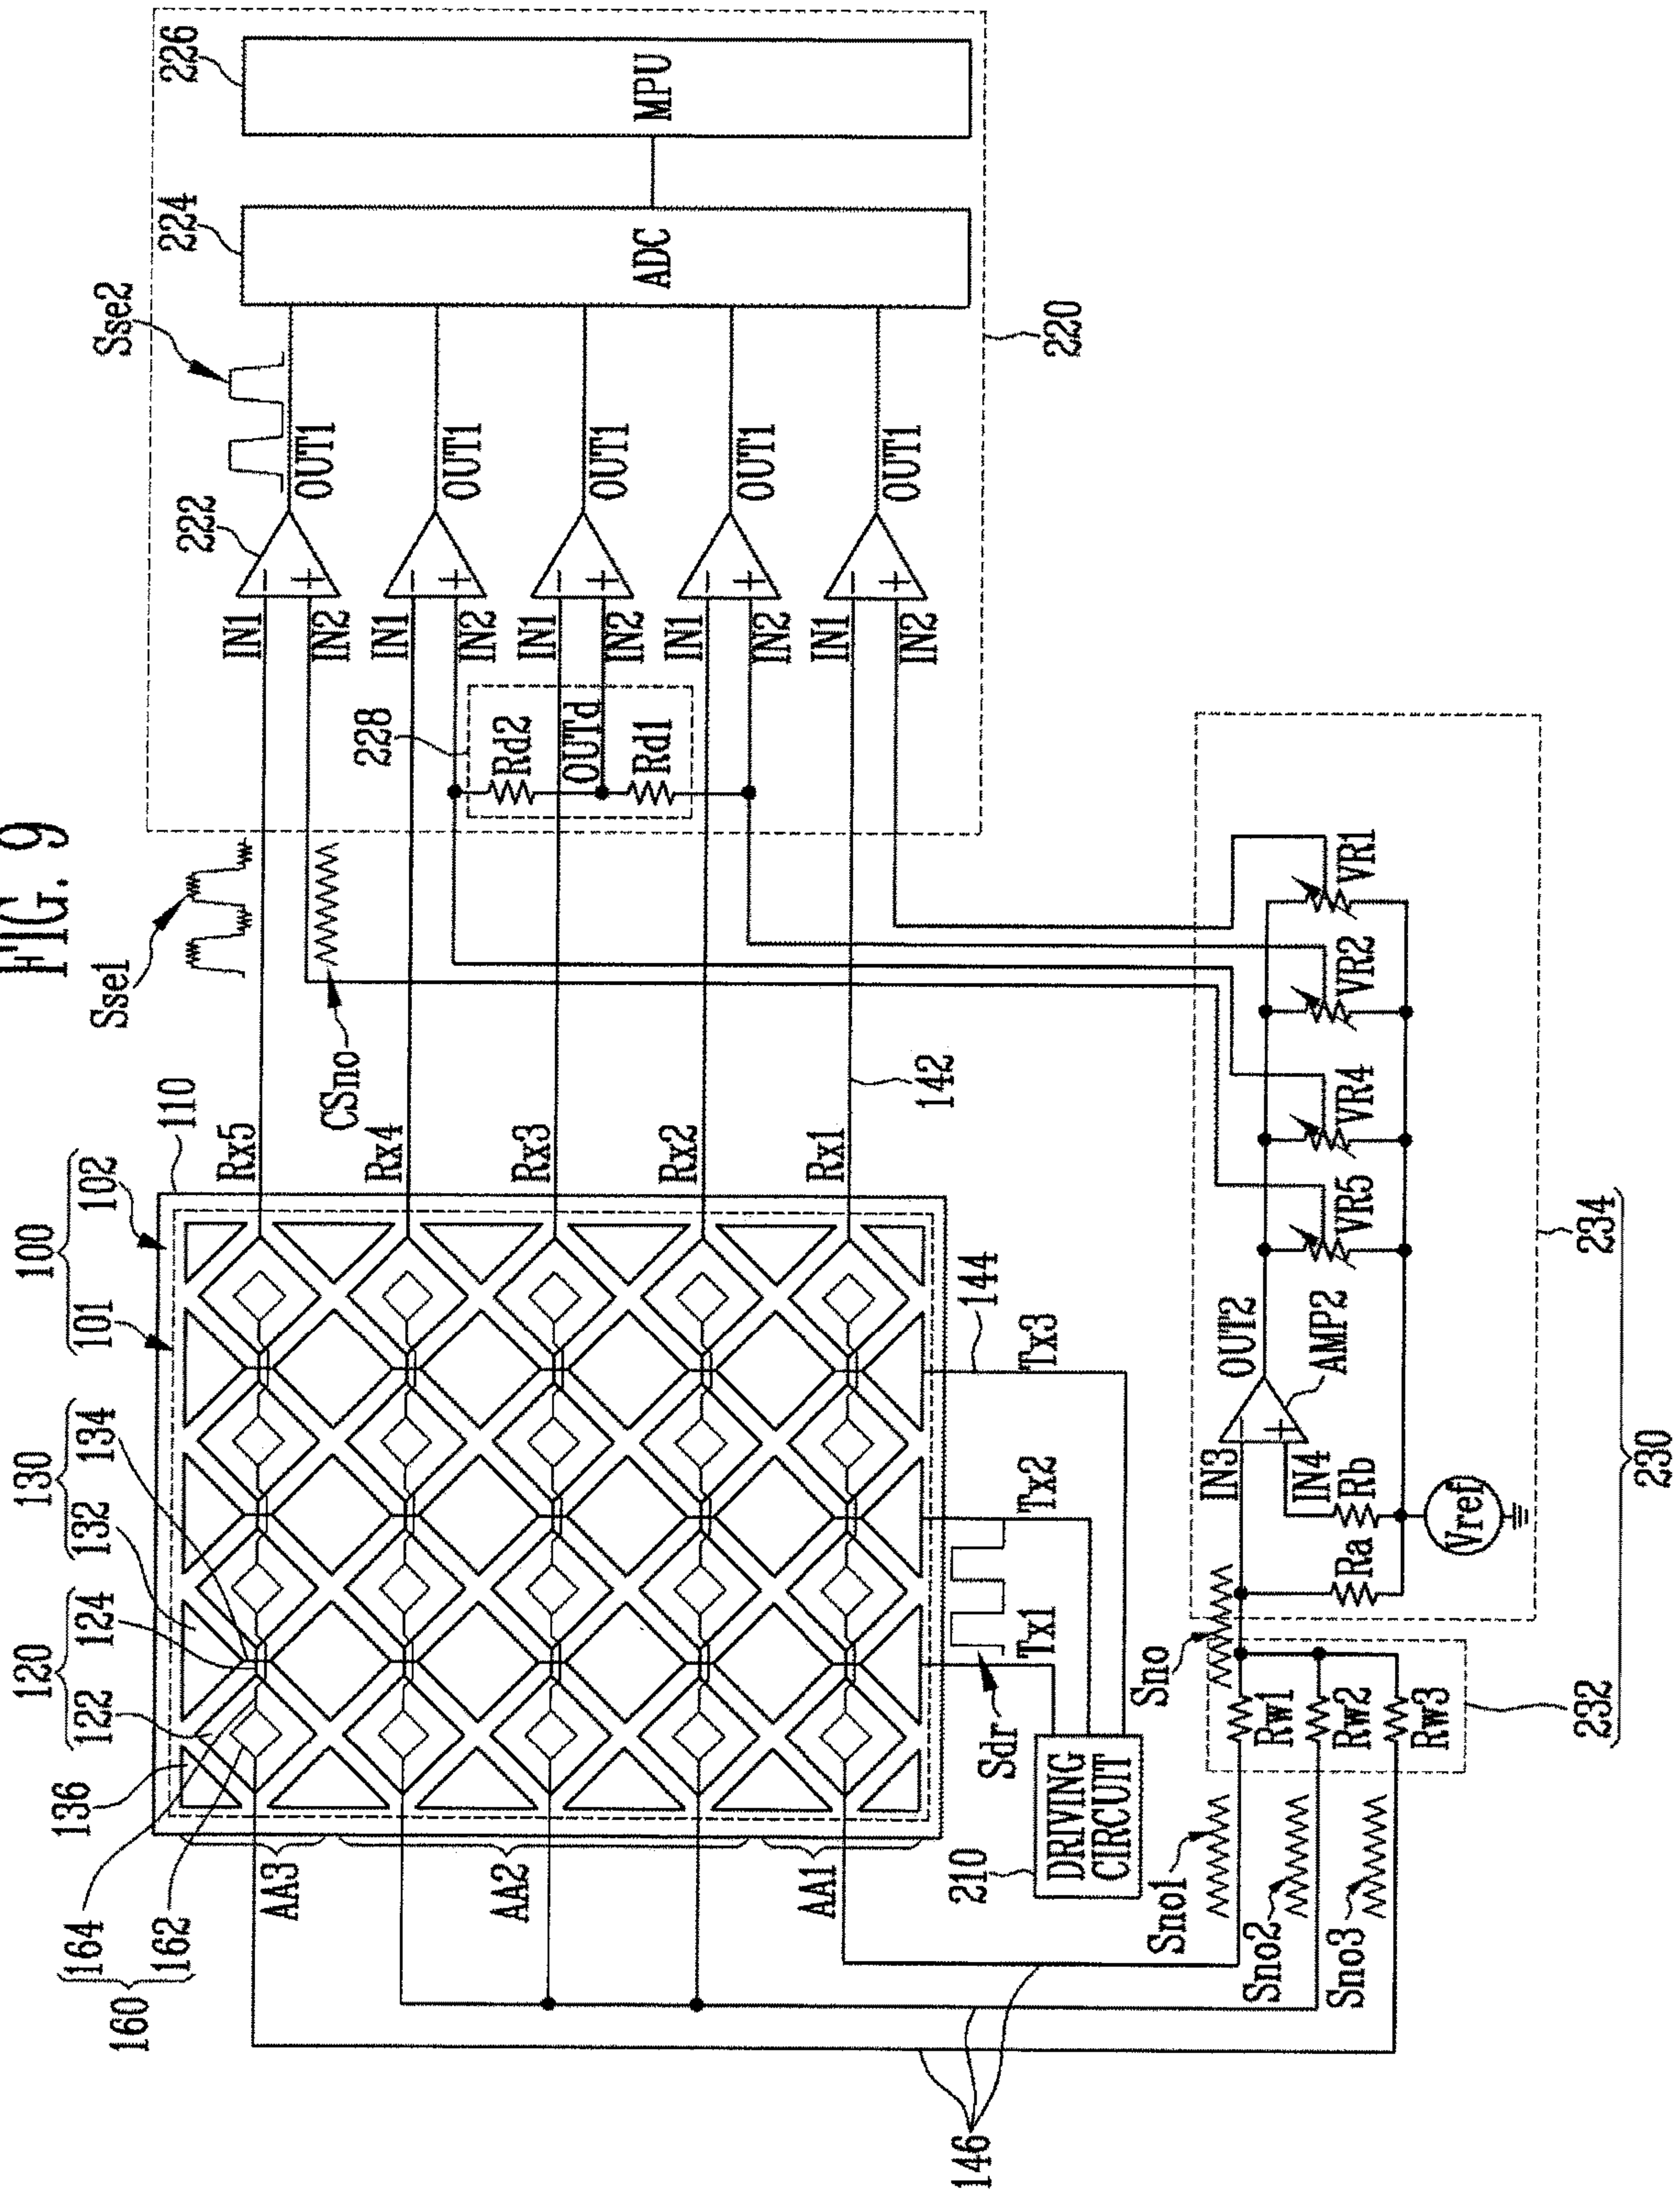 FIG. 9
226
MPU
224
ADC
Sse2
220
222
OUT1
OUT1
OUT1
OUT1
OUT1
IN1
IN2
IN1
IN2
IN1
IN2
IN1
IN2
IN1
IN2
228
Rd2
OUTd
Rd1
Sse1
CSno
110
100
102
101
Rx5
Rx4
Rx3
Rx2
Rx1
142
144
Tx3
Tx2
Tx1
130
134
132
120
124
122
136
164
162
160
AA3
AA2
AA1
Sdr
210
DRIVING
CIRCUIT
146
Sno1
Sno2
Sno3
Sno
Rw1
Rw2
Rw3
232
IN3
IN4
OUT2
AMP2
Ra
Rb
Vref
VR5
VR4
VR2
VR1
234
230